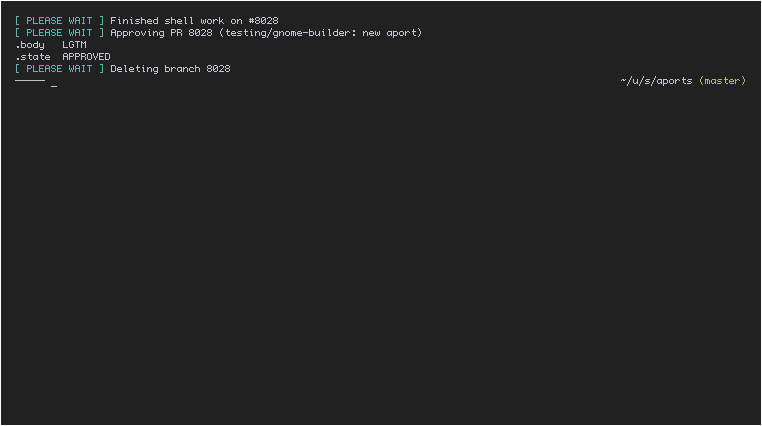 [ PLEASE WAIT ] Finished shell work on #8028
[ PLEASE WAIT ] Approving PR 8028 (testing/gnome-builder: new aport)
.body   LGTM
.state  APPROVED
[ PLEASE WAIT ] Deleting branch 8028
───── _ ~/u/s/aports (master)